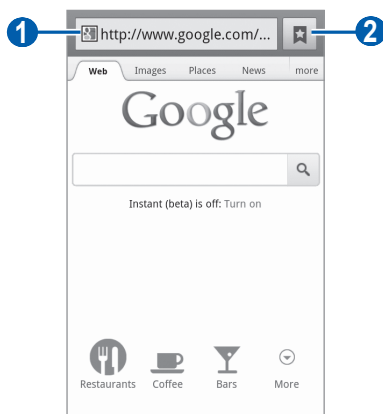 1 http://www.google.com/... 2
Web Images Places News more
Google
Instant (beta) is off: Turn on
Restaurants Coffee Bars More